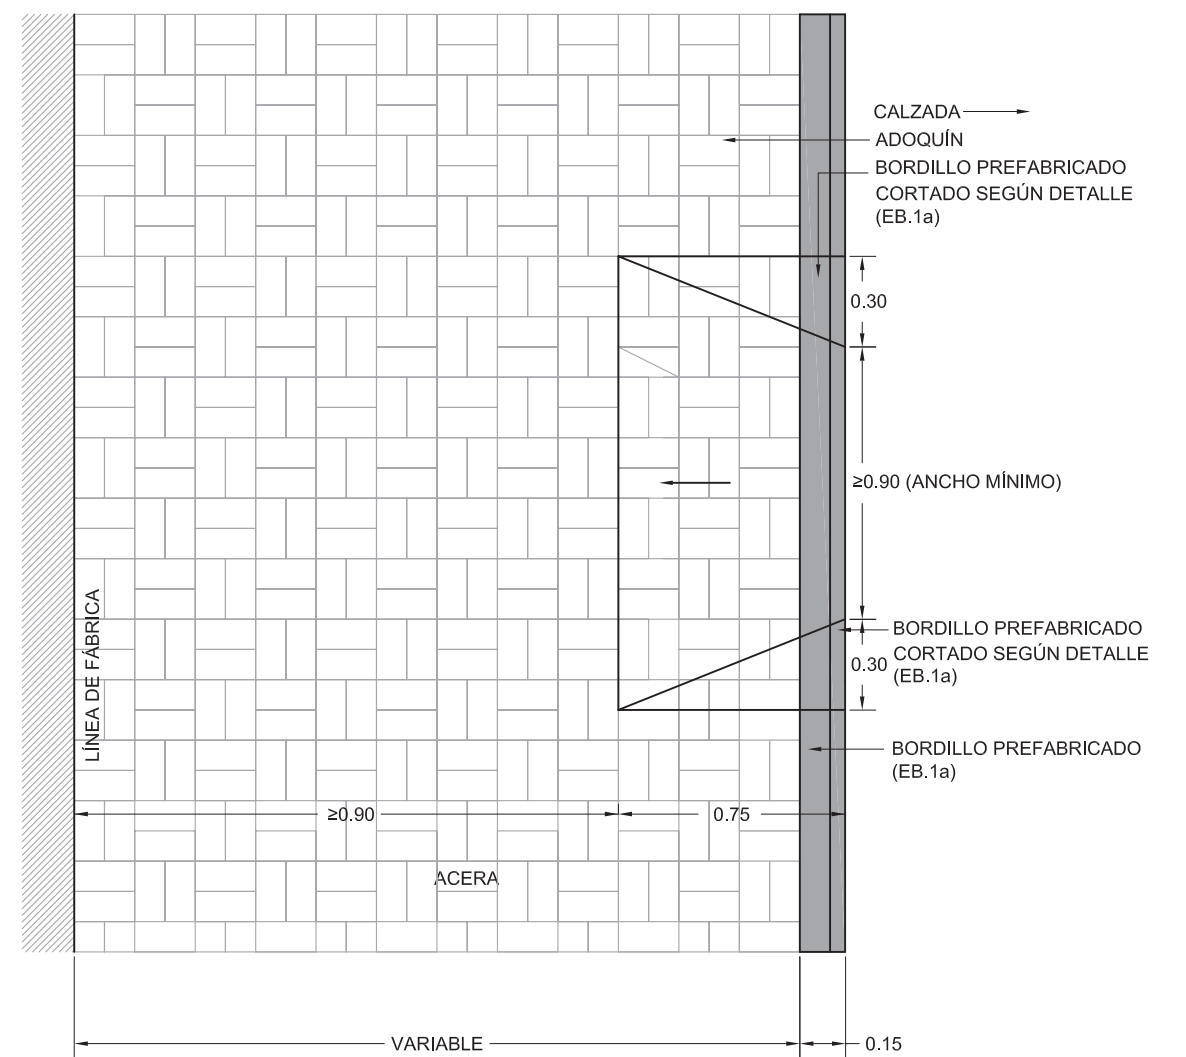 CALZADA
ADOQUÍN
BORDILLO PREFABRICADO
CORTADO SEGÚN DETALLE
(EB.1a)
0.30
≥0.90 (ANCHO MÍNIMO)
BORDILLO PREFABRICADO
0.30 CORTADO SEGÚN DETALLE
(EB.1a)
BORDILLO PREFABRICADO
(EB.1a)
LÍNEA DE FÁBRICA
≥0.90
0.75
ACERA
VARIABLE
0.15